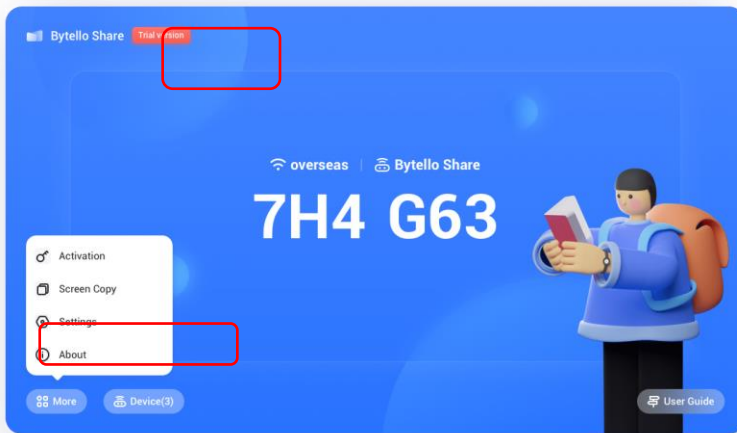 Bytello Share Trial version
overseas Bytello Share
7H4 G63
Activation
Screen Copy
Settings
About
More Device(3) User Guide